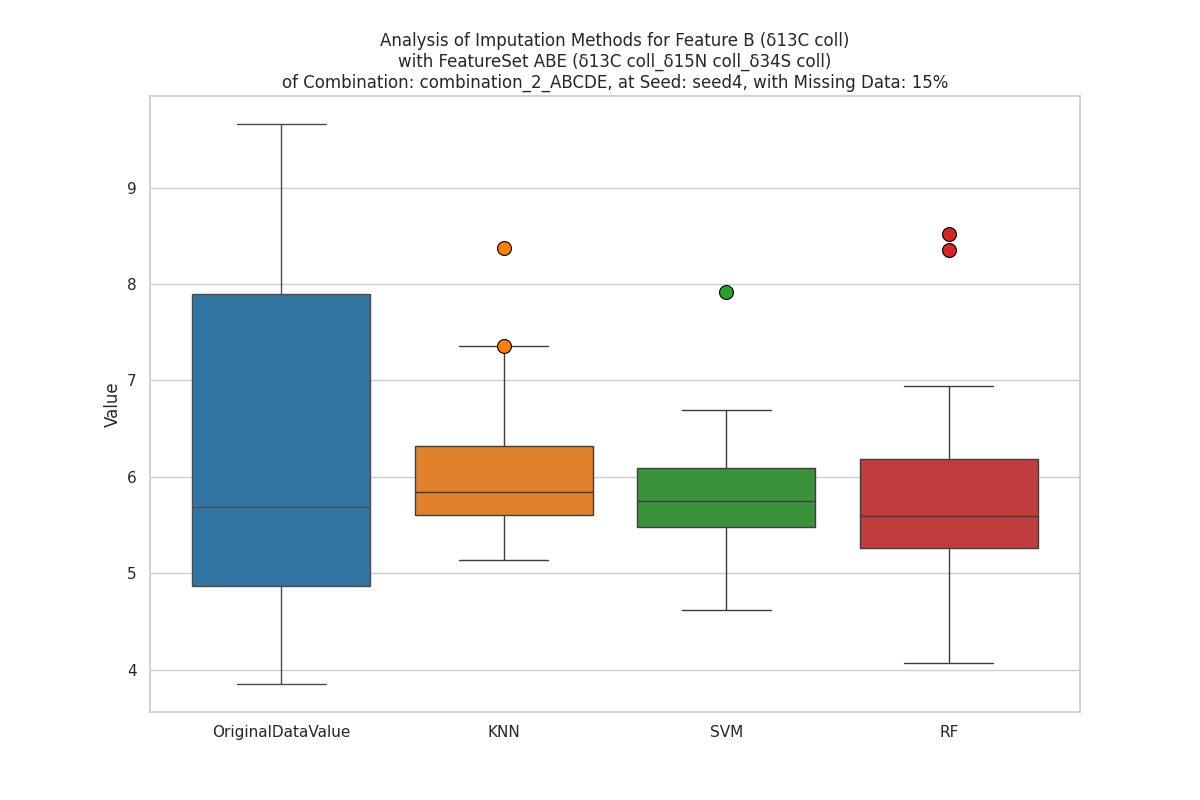 Analysis of Imputation Methods for Feature B (δ13C coll)
with FeatureSet ABE (δ13C coll_δ15N coll_δ34S coll)
of Combination: combination_2_ABCDE, at Seed: seed4, with Missing Data: 15%
Value
9
8
7
6
5
4
OriginalDataValue KNN SVM RF